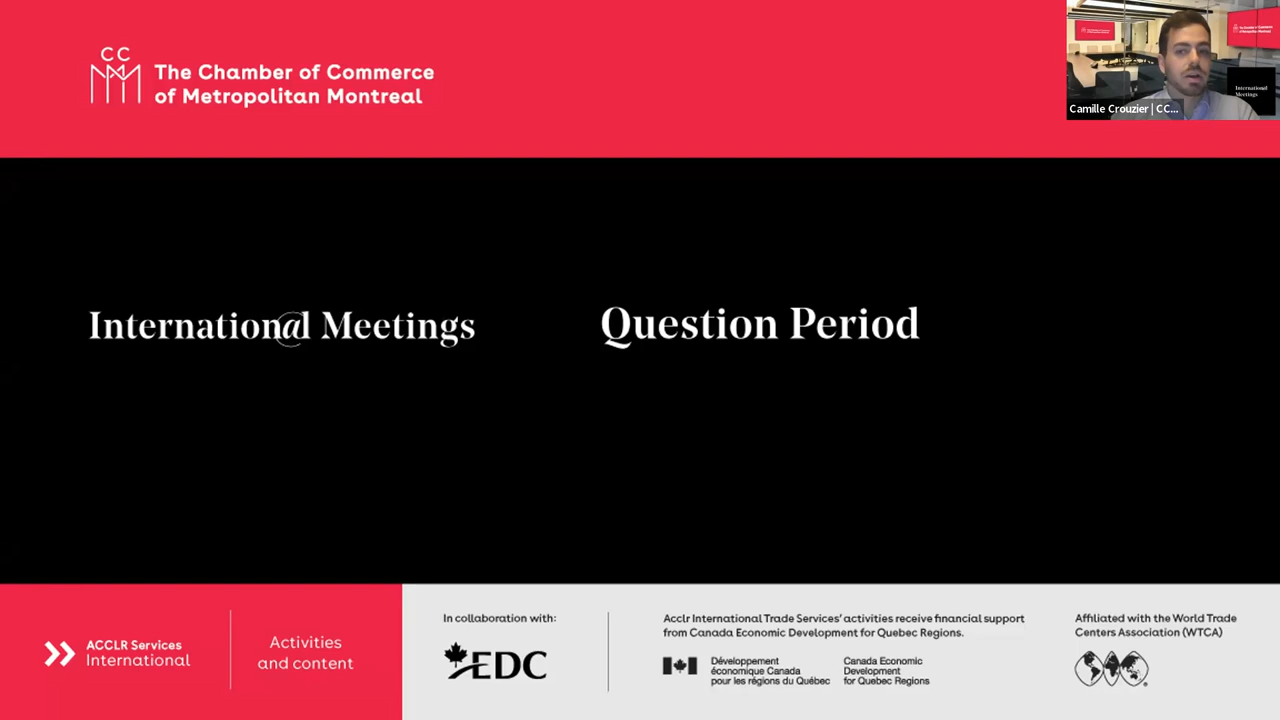 CC
The Chamber of Commerce
of Metropolitan Montreal
Camille Crouzier | CC...
International
Meetings
Internation@l Meetings
Question Period
ACCLR Services
International
Activities
and content
In collaboration with:
EDC
Acclr International Trade Services' activities receive financial support
from Canada Economic Development for Quebec Regions.
Développement
économique Canada
pour les régions du Québec
Canada Economic
Development
for Quebec Regions
Affiliated with the World Trade
Centers Association (WTCA)